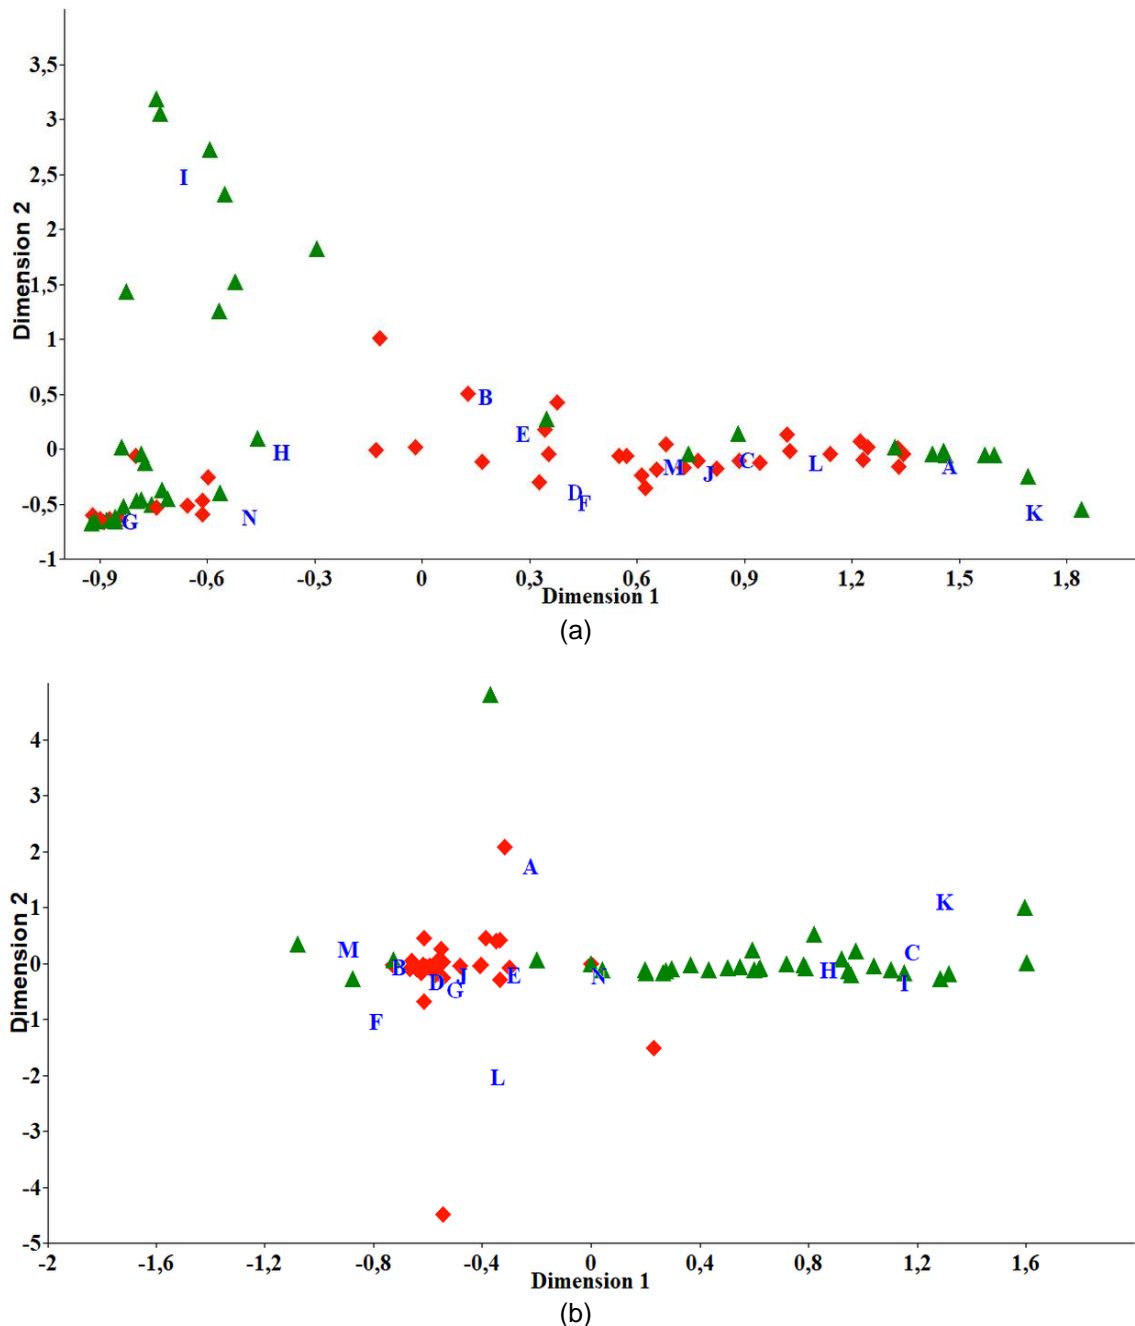 3,5
3
2,5
I
2
Dimension 2
1,5
1
0,5
B
E
0
H
M
J
C
L
A
D
F
-0,5
G
N
K
-1
-0,9
-0,6
-0,3
0
0,3
0,6
0,9
1,2
1,5
1,8
Dimension 1
(a)
4
3
2
A
1
K
Dimension 2
M
C
0
B
D
G
J
E
N
H
I
-1
F
-2
L
-3
-4
-5
-2
-1,6
-1,2
-0,8
-0,4
0
0,4
0,8
1,2
1,6
Dimension 1
(b)